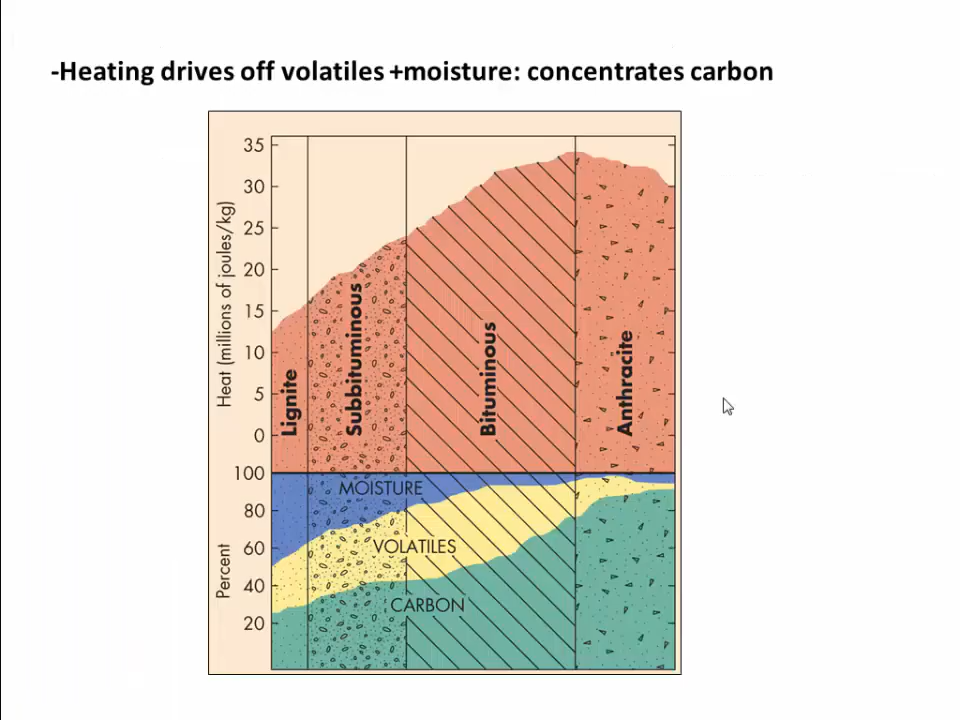 -Heating drives off volatiles +moisture: concentrates carbon
35
30
25
20
15
10
5
0
Heat (millions of joules/kg)
Lignite
Subbituminous
Bituminous
Anthracite
100
80
60
40
20
Percent
MOISTURE
VOLATILES
CARBON